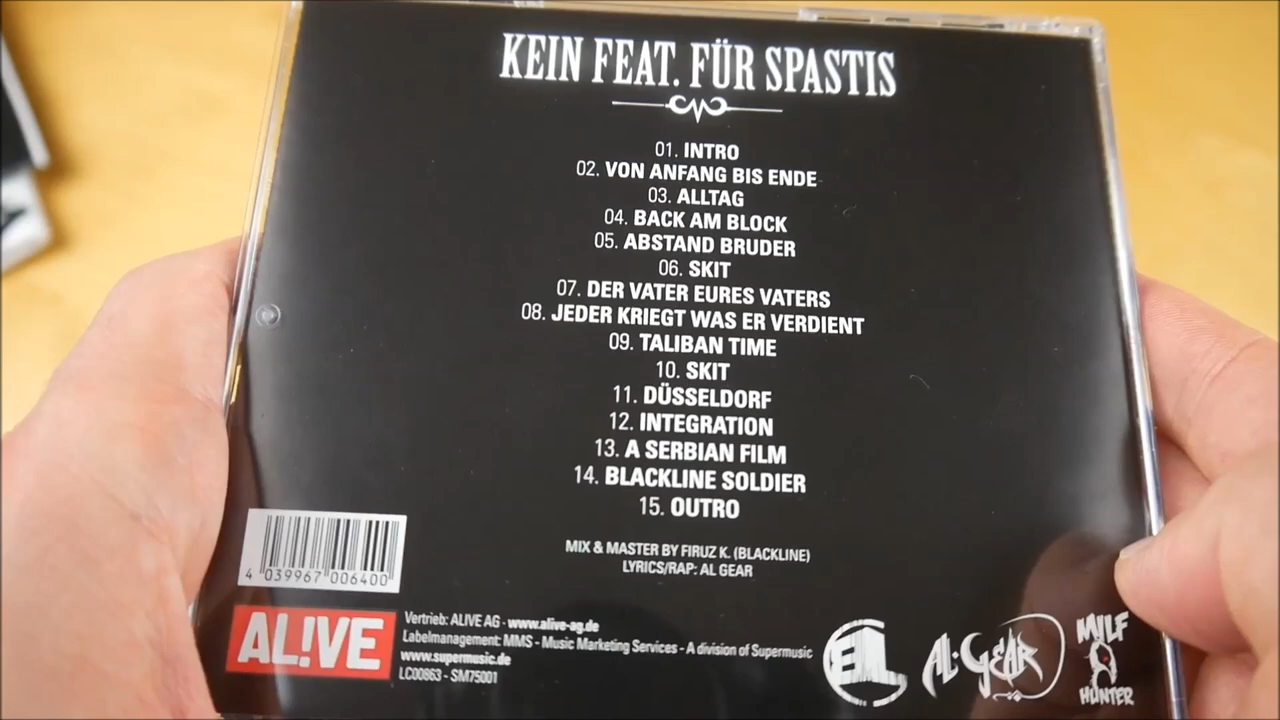 KEIN FEAT. FÜR SPASTIS
01. INTRO
02. VON ANFANG BIS ENDE
03. ALLTAG
04. BACK AM BLOCK
05. ABSTAND BRUDER
06. SKIT
07. DER VATER EURES VATERS
08. JEDER KRIEGT WAS ER VERDIENT
09. TALIBAN TIME
10. SKIT
11. DÜSSELDORF
12. INTEGRATION
13. A SERBIAN FILM
14. BLACKLINE SOLDIER
15. OUTRO
MIX & MASTER BY FIRUZ K. (BLACKLINE)
LYRICS/RAP: AL GEAR
4 039967 006400
AL!VE
Vertrieb: ALIVE AG - www.alive-ag.de
Labelmanagement: MMS - Music Marketing Services - A division of Supermusic
www.supermusic.de
LC00863 - SM75001
AL·GEAR
MILF
HUNTER